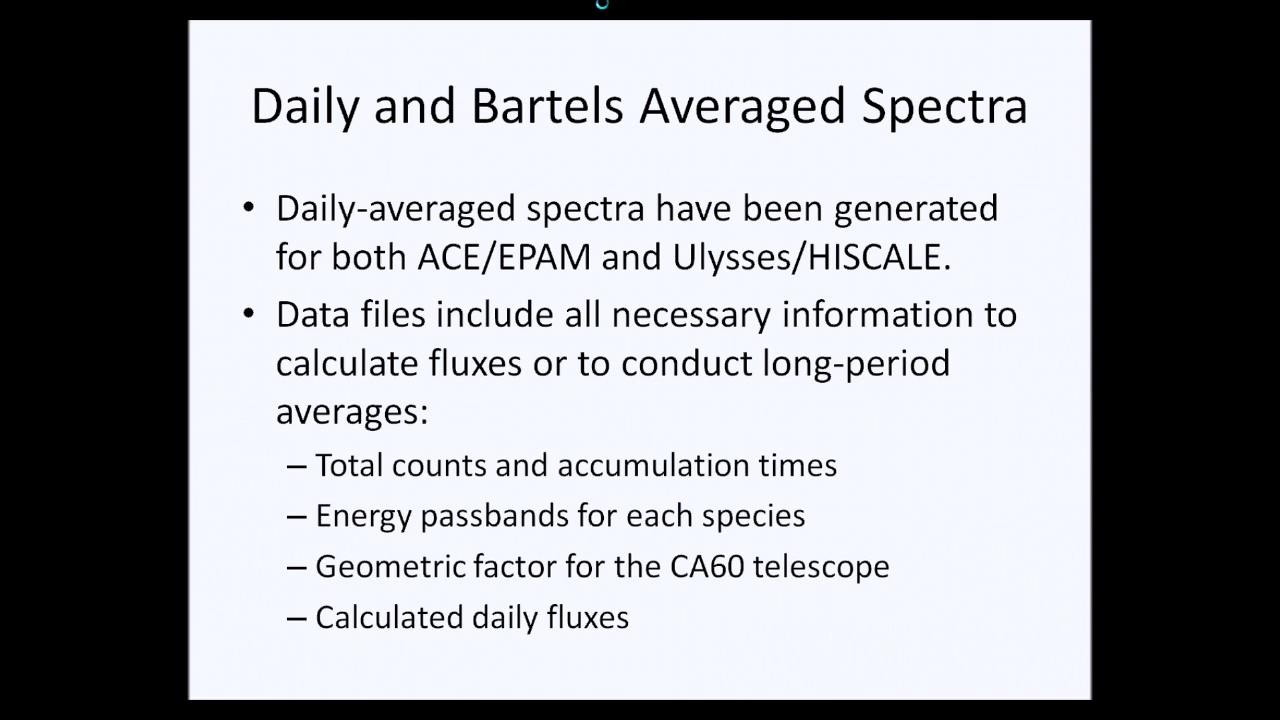 Daily and Bartels Averaged Spectra
• Daily-averaged spectra have been generated
for both ACE/EPAM and Ulysses/HISCALE.
• Data files include all necessary information to
calculate fluxes or to conduct long-period
averages:
– Total counts and accumulation times
– Energy passbands for each species
– Geometric factor for the CA60 telescope
– Calculated daily fluxes